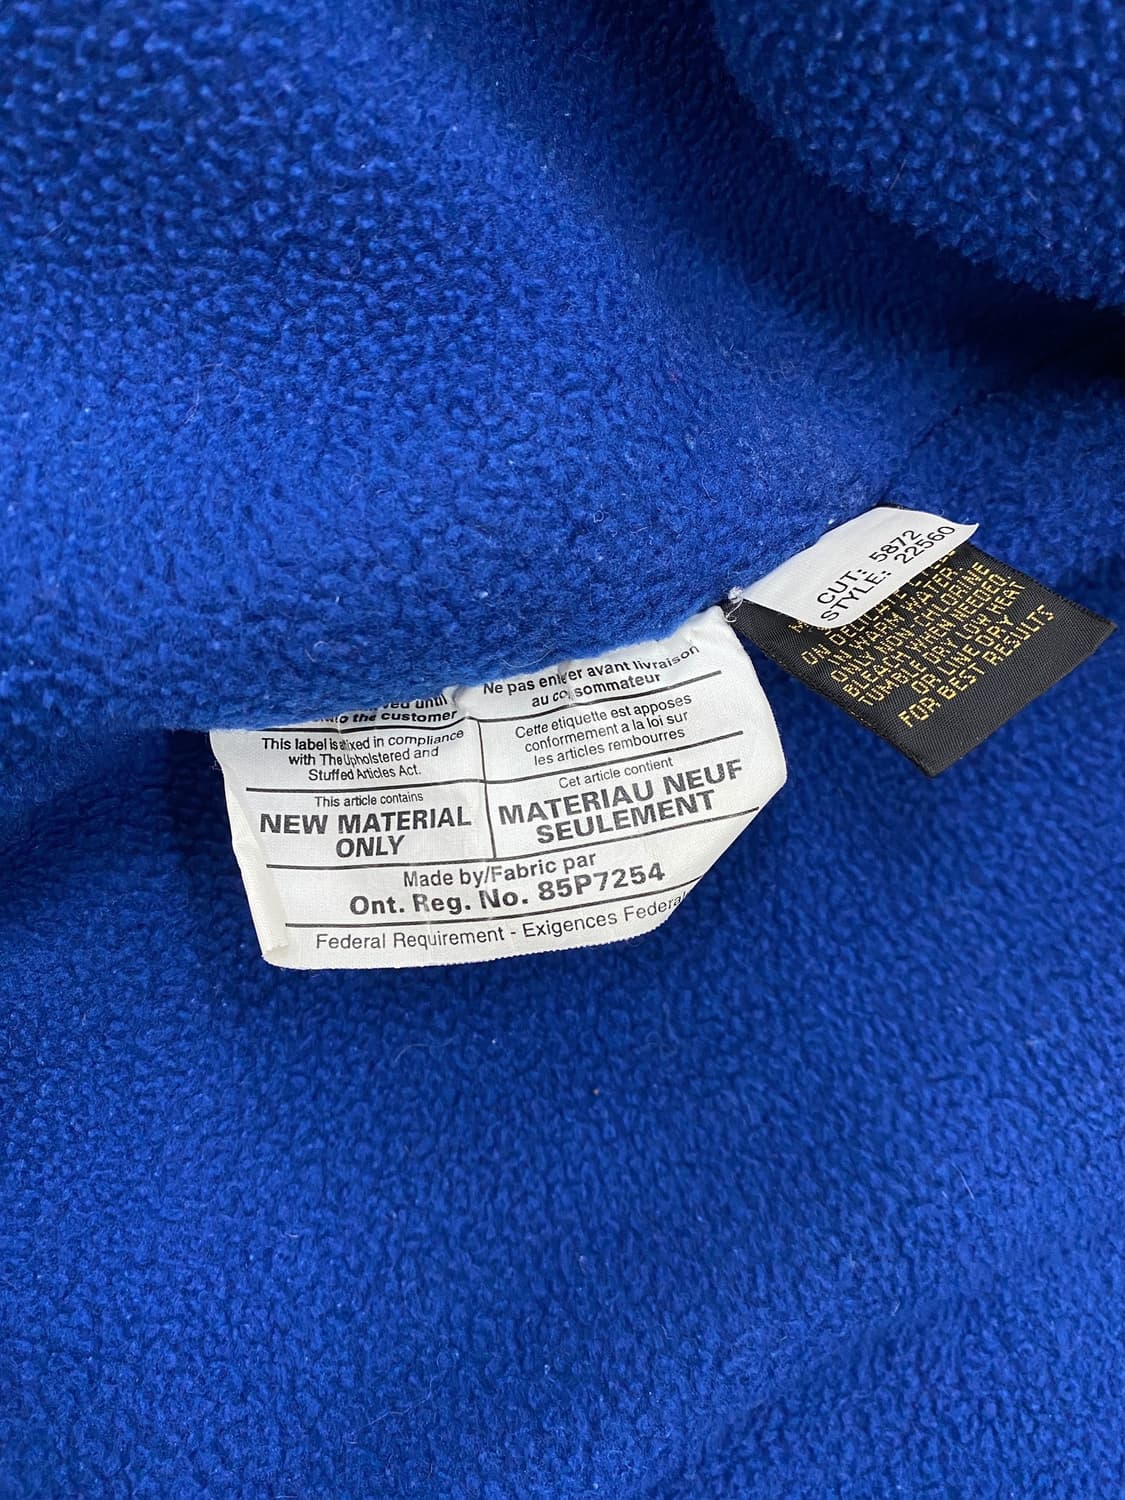 until
to the customer
This label is affixed in compliance
with The Upholstered and
Stuffed Articles Act.
This article contains
NEW MATERIAL
ONLY
Ne pas enlever avant livraison
au consommateur
Cette etiquette est apposes
conformement a la loi sur
les articles rembourres
Cet article contient
MATERIAU NEUF
SEULEMENT
Made by/Fabric par
Ont. Reg. No. 85P7254
Federal Requirement - Exigences Federal
CUT: 5872
STYLE: 22560
ON DELICATE CYCLE
IN WARM WATER.
ONLY NON-CHLORINE
BLEACH WHEN NEEDED.
TUMBLE DRY LOW HEAT
OR LINE DRY
FOR BEST RESULTS